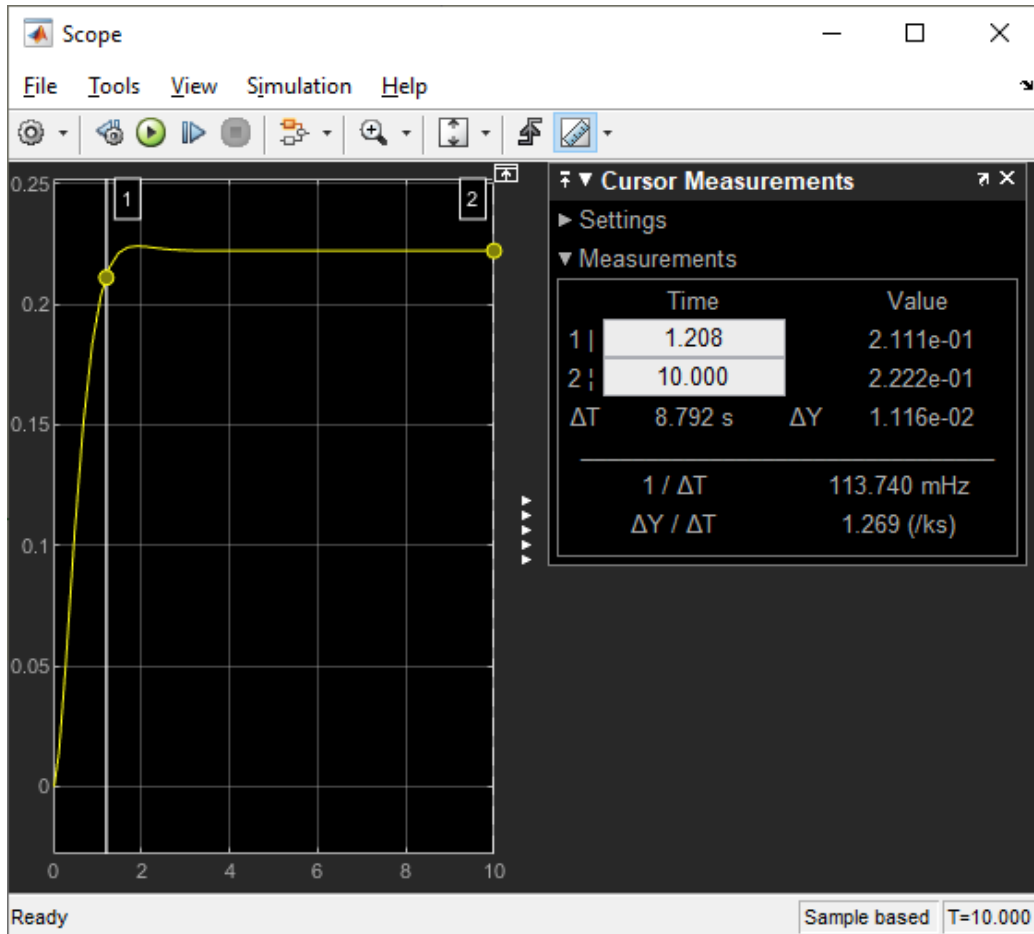 Scope
File Tools View Simulation Help
0.25
0.2
0.15
0.1
0.05
0
0 2 4 6 8 10
1
2
Cursor Measurements
Settings
Measurements
Time Value
1 | 1.208 2.111e-01
2 ¦ 10.000 2.222e-01
ΔT 8.792 s ΔY 1.116e-02
1 / ΔT 113.740 mHz
ΔY / ΔT 1.269 (/ks)
Ready Sample based T=10.000